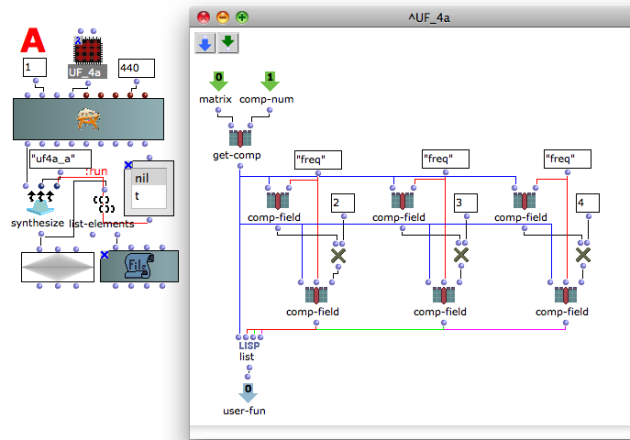 A
UF_4a
1
440
"uf4a_a"
:run
nil
t
synthesize
list-elements
File
^UF_4a
0
1
matrix
comp-num
get-comp
"freq"
"freq"
"freq"
comp-field
comp-field
comp-field
2
3
4
comp-field
comp-field
comp-field
LISP
list
0
user-fun